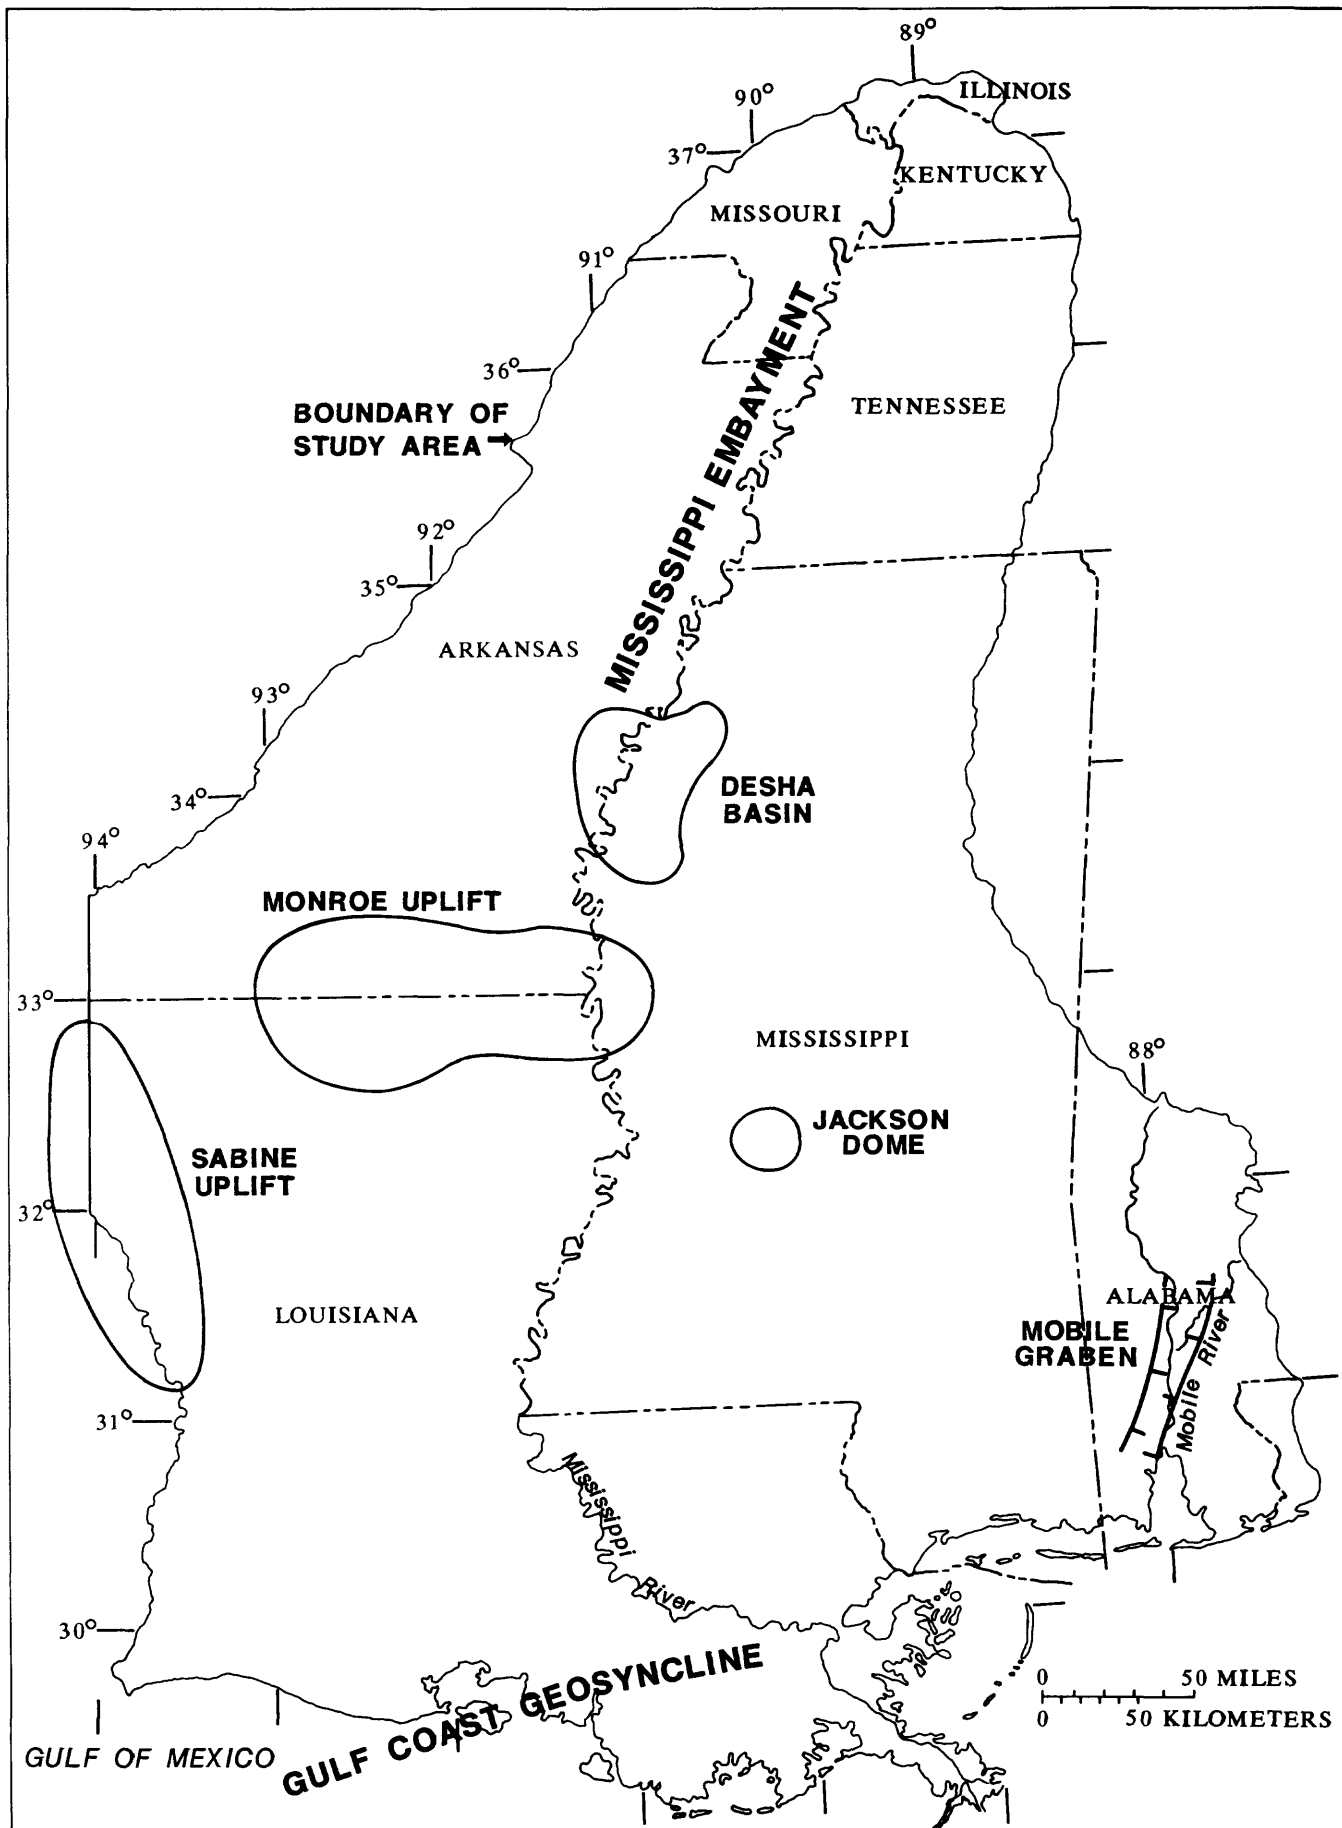 89°
ILLINOIS
90°
37°
KENTUCKY
MISSOURI
91°
36°
BOUNDARY OF
STUDY AREA
TENNESSEE
MISSISSIPPI EMBAYMENT
92°
35°
ARKANSAS
93°
34°
DESHA
BASIN
94°
MONROE UPLIFT
33°
MISSISSIPPI
88°
JACKSON
DOME
SABINE
UPLIFT
32°
ALABAMA
LOUISIANA
MOBILE
GRABEN
Mobile River
31°
Mississippi River
30°
GULF COAST GEOSYNCLINE
0 50 MILES
0 50 KILOMETERS
GULF OF MEXICO